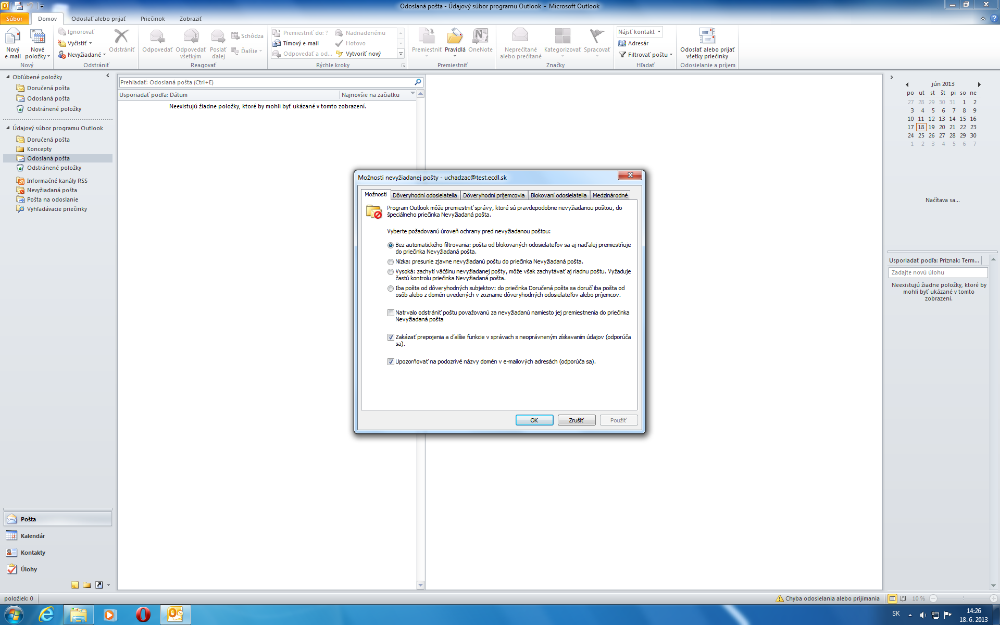 Odoslaná pošta - Údajový súbor programu Outlook - Microsoft Outlook
Súbor
Domov
Odoslať alebo prijať
Priečinok
Zobraziť
Nový
e-mail
Nové
položky
Nový
Ignorovať
Vyčistiť
Nevyžiadané
Odstrániť
Odstrániť
Odpovedať
Odpovedať
všetkým
Poslať
ďalej
Schôdza
Ďalšie
Reagovať
Premiestniť do: ?
Tímový e-mail
Odpovedať a od...
Nadriadenému
Hotovo
Vytvoriť nový
Rýchle kroky
Premiestniť
Pravidlá
OneNote
Premiestniť
Neprečítané
alebo prečítané
Kategorizovať
Spracovať
Značky
Nájsť kontakt
Adresár
Filtrovať poštu
Hľadať
Odoslať alebo prijať
všetky priečinky
Odosielanie a príjem
Obľúbené položky
Doručená pošta
Odoslaná pošta
Odstránené položky
Údajový súbor programu Outlook
Doručená pošta
Koncepty
Odoslaná pošta
Odstránené položky
Informačné kanály RSS
Nevyžiadaná pošta
Pošta na odoslanie
Vyhľadávacie priečinky
Pošta
Kalendár
Kontakty
Úlohy
Prehľadať: Odoslaná pošta (Ctrl+E)
Usporiadať podľa: Dátum
Najnovšie na začiatku
Neexistujú žiadne položky, ktoré by mohli byť ukázané v tomto zobrazení.
Možnosti nevyžiadanej pošty - uchadzac@test.ecdl.sk
Možnosti
Dôveryhodní odosielatelia
Dôveryhodní príjemcovia
Blokovaní odosielatelia
Medzinárodné
Program Outlook môže premiestniť správy, ktoré sú pravdepodobne nevyžiadanou poštou, do
špeciálneho priečinka Nevyžiadaná pošta.
Vyberte požadovanú úroveň ochrany pred nevyžiadanou poštou:
Bez automatického filtrovania: pošta od blokovaných odosielateľov sa aj naďalej premiestňuje
do priečinka Nevyžiadaná pošta.
Nízka: presunie zjavne nevyžiadanú poštu do priečinka Nevyžiadaná pošta.
Vysoká: zachytí väčšinu nevyžiadanej pošty, môže však zachytávať aj riadnu poštu. Vyžaduje
častú kontrolu priečinka Nevyžiadaná pošta.
Iba pošta od dôveryhodných subjektov: do priečinka Doručená pošta sa doručí iba pošta od
osôb alebo z domén uvedených v zozname dôveryhodných odosielateľov alebo príjemcov.
Natrvalo odstrániť poštu považovanú za nevyžiadanú namiesto jej premiestnenia do priečinka
Nevyžiadaná pošta
Zakázať prepojenia a ďalšie funkcie v správach s neoprávneným získavaním údajov (odporúča
sa).
Upozorňovať na podozrivé názvy domén v e-mailových adresách (odporúča sa).
OK
Zrušiť
Použiť
jún 2013
po ut st št pi so ne
27 28 29 30 31 1 2
3 4 5 6 7 8 9
10 11 12 13 14 15 16
17 18 19 20 21 22 23
24 25 26 27 28 29 30
1 2 3 4 5 6 7
Načítava sa...
Usporiadať podľa: Príznak: Term...
Zadajte novú úlohu
Neexistujú žiadne položky, ktoré by
mohli byť ukázané v tomto
zobrazení.
položiek: 0
Chyba odosielania alebo prijímania
10 %
SK
14:26
18. 6. 2013